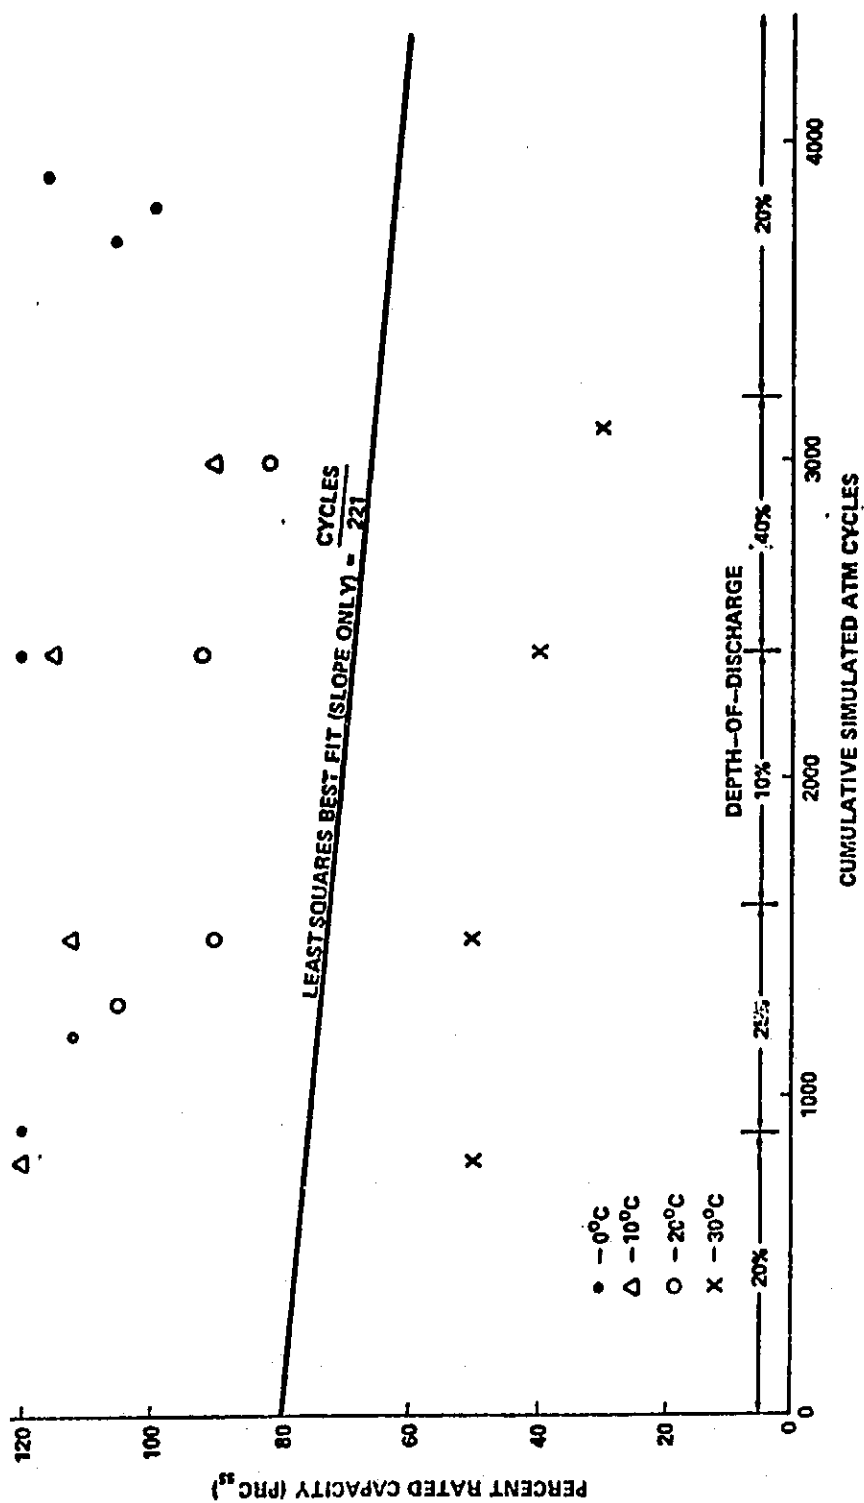 120
100
80
60
40
20
0
PERCENT RATED CAPACITY (PRC₃₅)
LEAST SQUARES BEST FIT (SLOPE ONLY) = CYCLES
221
● – 0°C
△ – 10°C
○ – 20°C
X – 30°C
DEPTH–OF–DISCHARGE
20%
25%
10%
40%
20%
0
1000
2000
3000
4000
CUMULATIVE SIMULATED ATM CYCLES